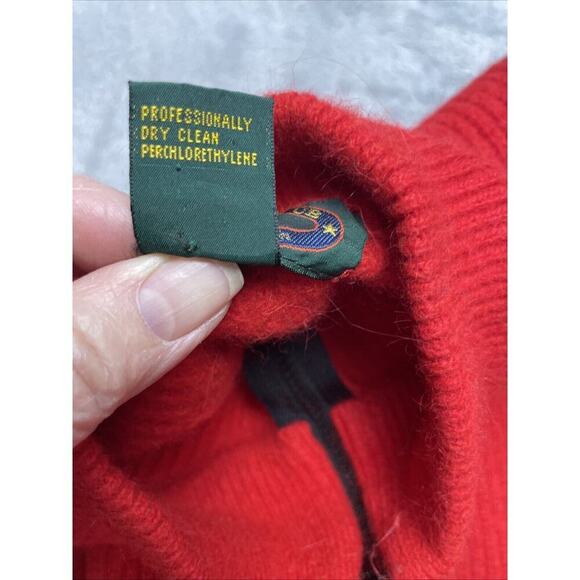 PROFESSIONALLY
DRY CLEAN
PERCHLORETHYLENE